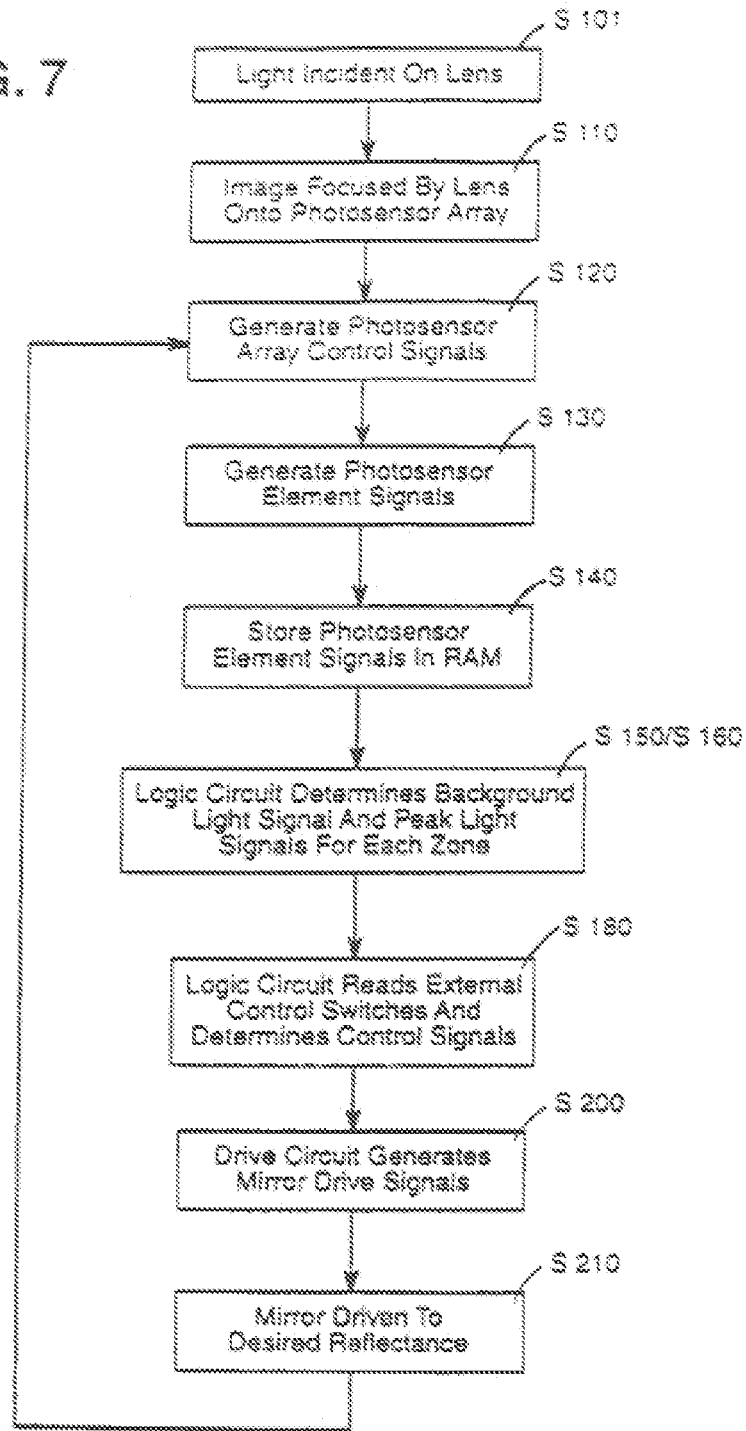 G. 7
S 101
Light Incident On Lens
S 110
Image Focused By Lens
Onto Photosensor Array
S 120
Generate Photosensor
Array Control Signals
S 130
Generate Photosensor
Element Signals
S 140
Store Photosensor
Element Signals In RAM
S 150/S 160
Logic Circuit Determines Background
Light Signal And Peak Light
Signals For Each Zone
S 180
Logic Circuit Reads External
Control Switches And
Determines Control Signals
S 200
Drive Circuit Generates
Mirror Drive Signals
S 210
Mirror Driven To
Desired Reflectance